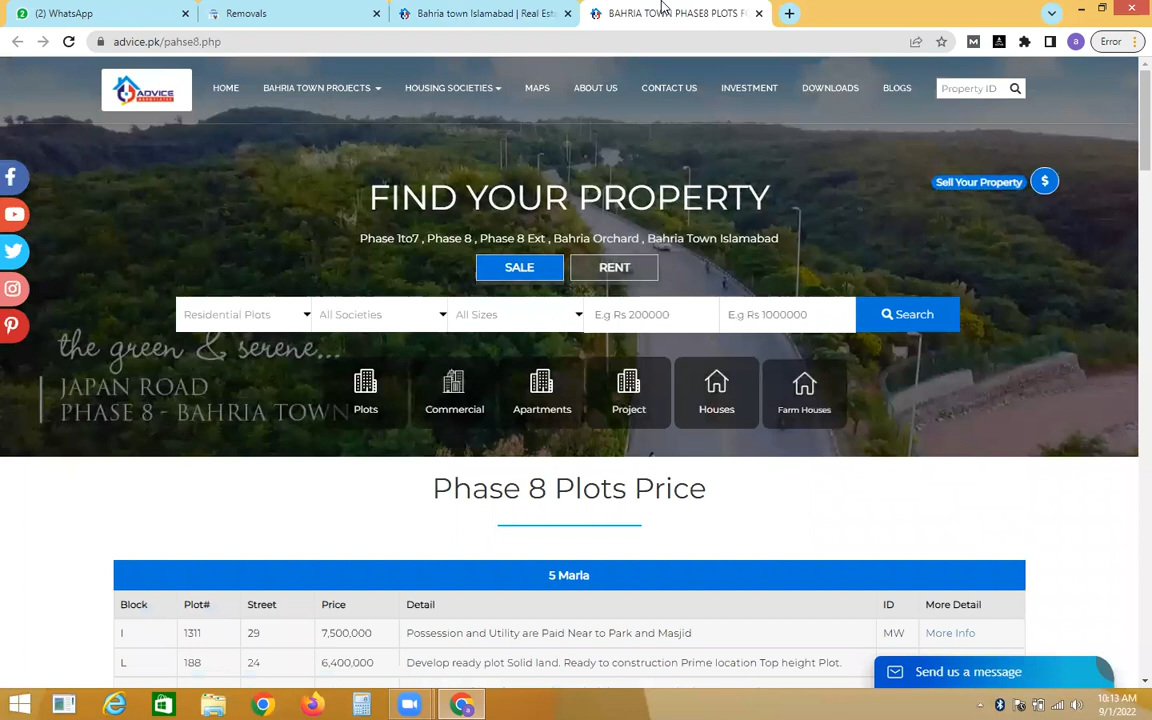 (2) WhatsApp
Removals
Bahria town Islamabad | Real Est
BAHRIA TOWN PHASE8 PLOTS F
advice.pk/pahse8.php
Error
ADVICE
ASSOCIATES
HOME
BAHRIA TOWN PROJECTS
HOUSING SOCIETIES
MAPS
ABOUT US
CONTACT US
INVESTMENT
DOWNLOADS
BLOGS
Property ID
FIND YOUR PROPERTY
Sell Your Property
$
Phase 1to7 , Phase 8 , Phase 8 Ext , Bahria Orchard , Bahria Town Islamabad
SALE
RENT
Residential Plots
All Societies
All Sizes
E.g Rs 200000
E.g Rs 1000000
Search
the green & serene...
JAPAN ROAD
PHASE 8 - BAHRIA TOWN
Plots
Commercial
Apartments
Project
Houses
Farm Houses
Phase 8 Plots Price
5 Marla
Block Plot# Street Price Detail ID More Detail
I 1311 29 7,500,000 Possession and Utility are Paid Near to Park and Masjid MW More Info
L 188 24 6,400,000 Develop ready plot Solid land. Ready to construction Prime location Top height Plot.
Send us a message
10:13 AM
9/1/2022